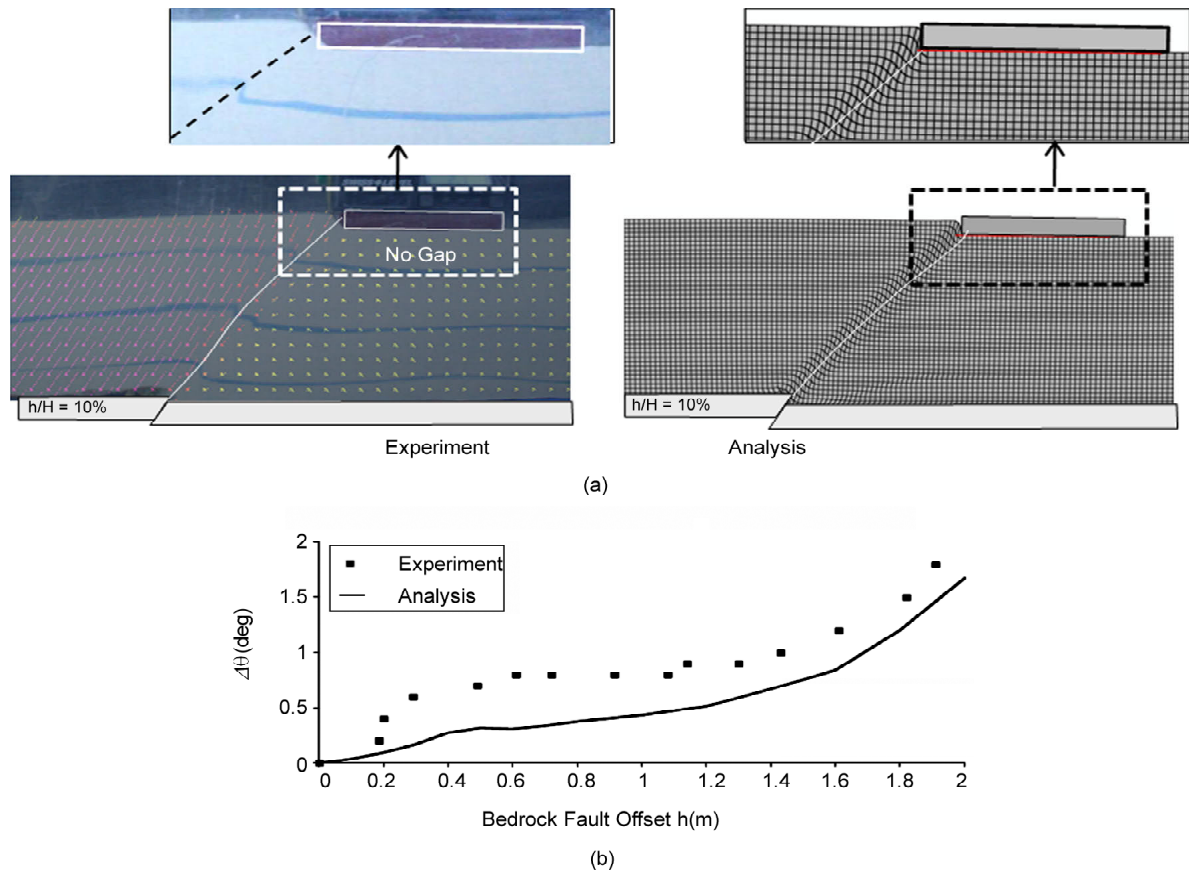 No Gap
h/H = 10%
h/H = 10%
Experiment
Analysis
(a)
2
1.5
1
0.5
0
Δθ(deg)
Experiment
Analysis
0 0.2 0.4 0.6 0.8 1 1.2 1.4 1.6 1.8 2
Bedrock Fault Offset h(m)
(b)